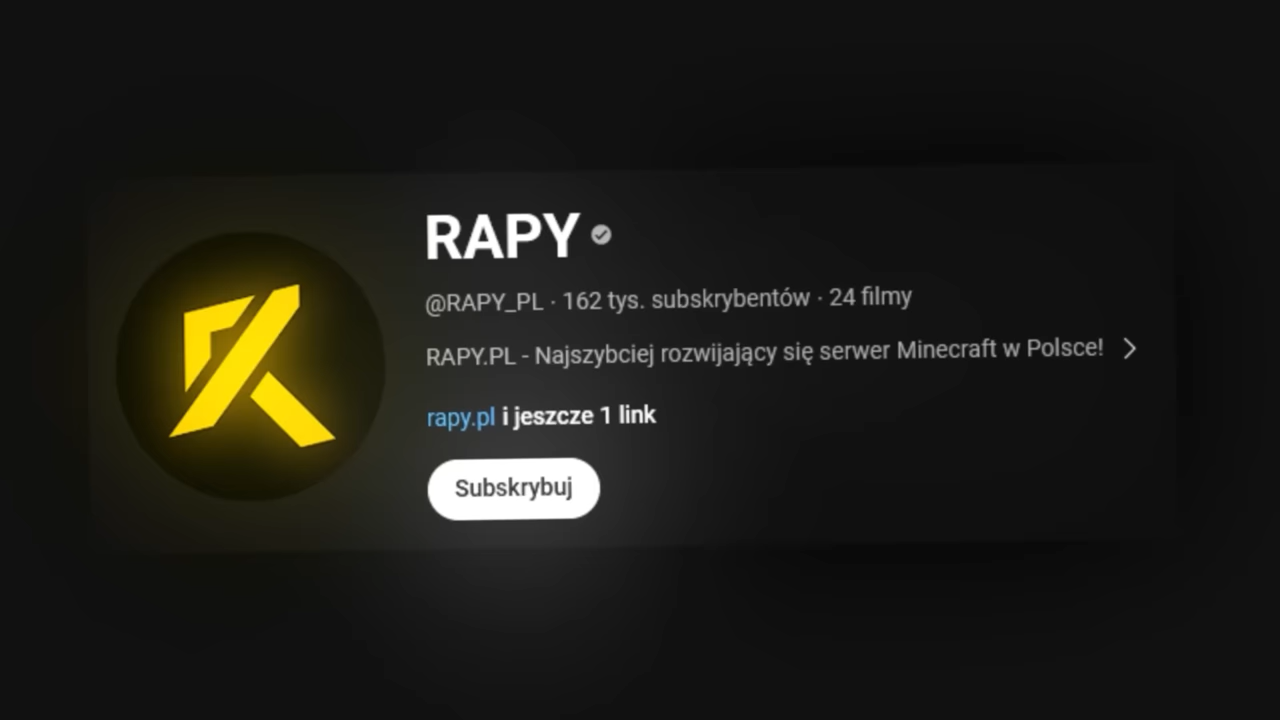 RAPY
@RAPY_PL · 162 tys. subskrybentów · 24 filmy
RAPY.PL - Najszybciej rozwijający się serwer Minecraft w Polsce!
rapy.pl i jeszcze 1 link
Subskrybuj